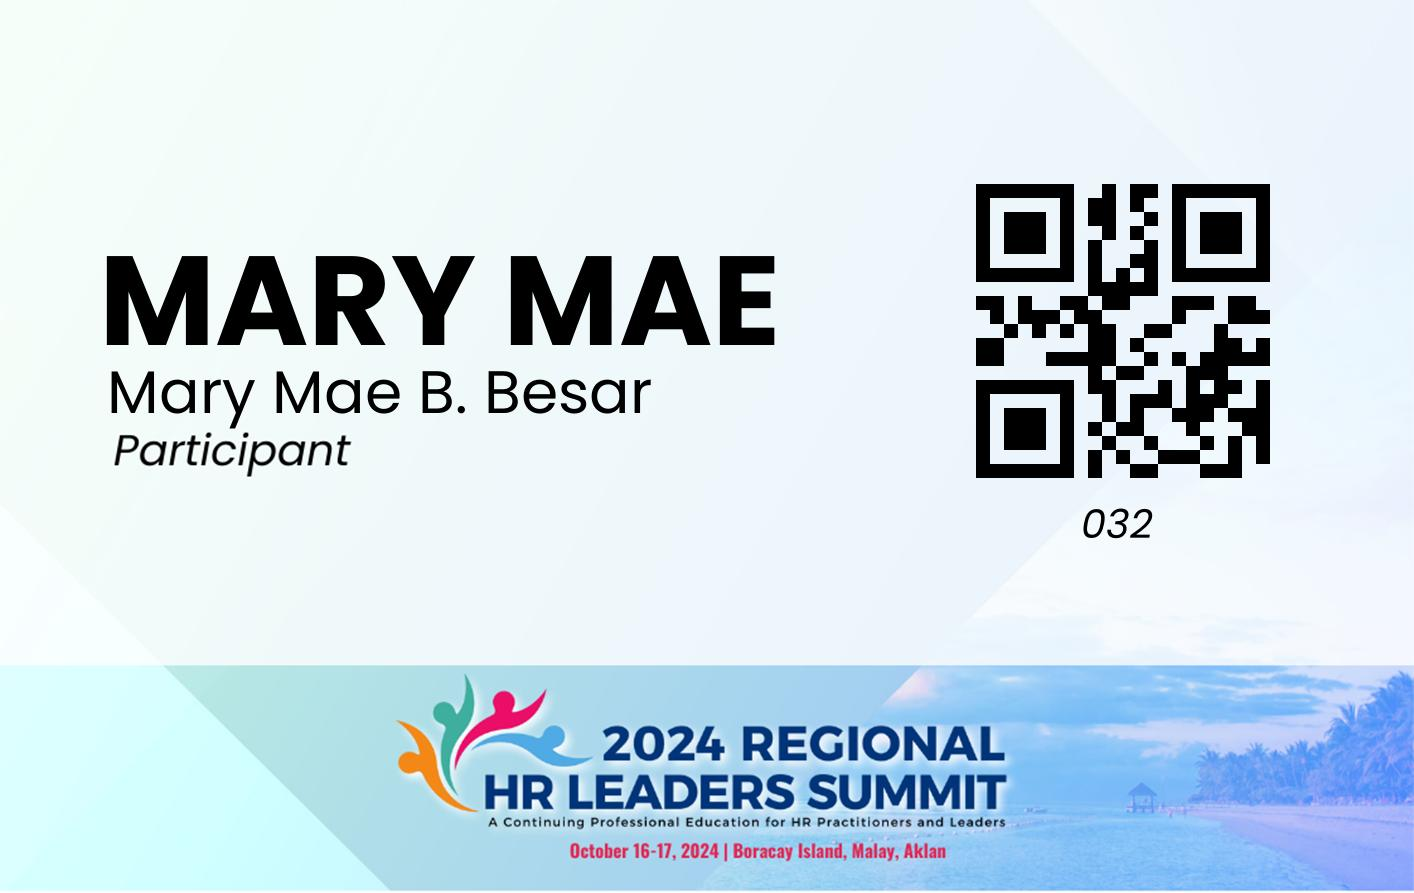 MARY MAE
Mary Mae B. Besar
Participant
032
2024 REGIONAL
HR LEADERS SUMMIT
A Continuing Professional Education for HR Practitioners and Leaders
October 16-17, 2024 | Boracay Island, Malay, Aklan